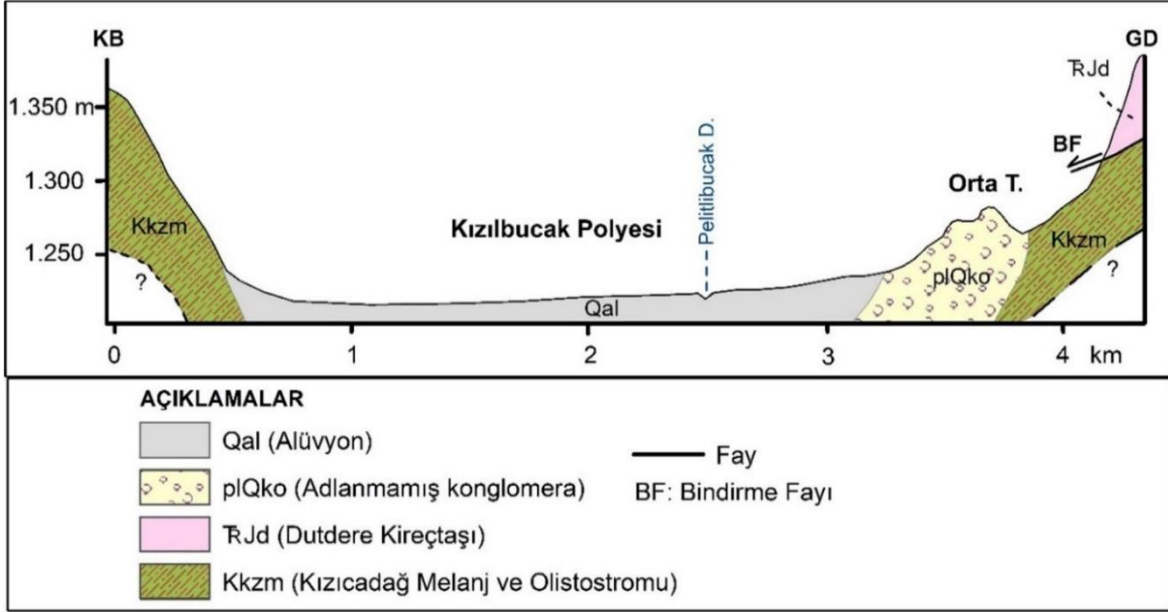 KB
GD
TRJd
1.350 m
BF
1.300
Orta T.
Pelitlibucak D.
Kkzm
Kızılbucak Polyesi
Kkzm
1.250
?
plQko
?
Qal
0
1
2
3
4
km
AÇIKLAMALAR
Qal (Alüvyon)
Fay
plQko (Adlanmamış konglomera)
BF: Bindirme Fayı
TRJd (Dutdere Kireçtaşı)
Kkzm (Kızıcadağ Melanj ve Olistostromu)